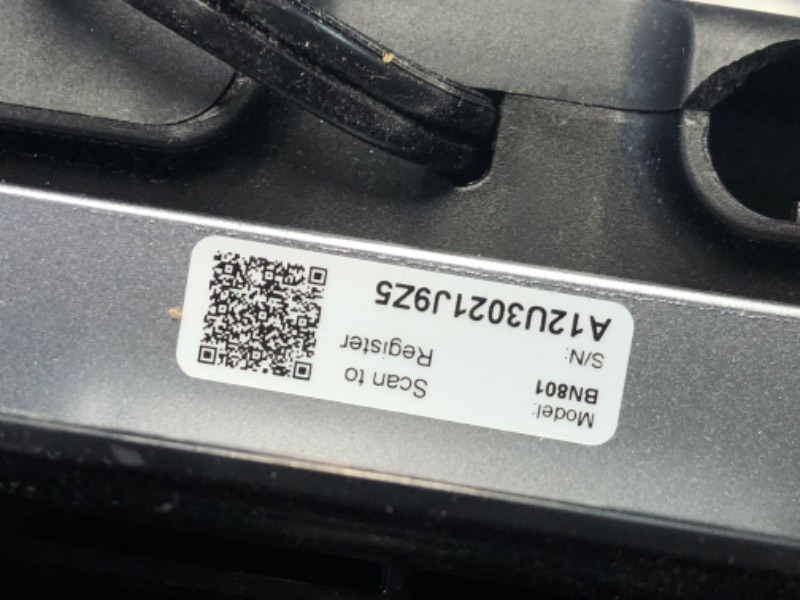 Model:
BN801
S/N:
A12U3021J9Z5
Scan to
Register